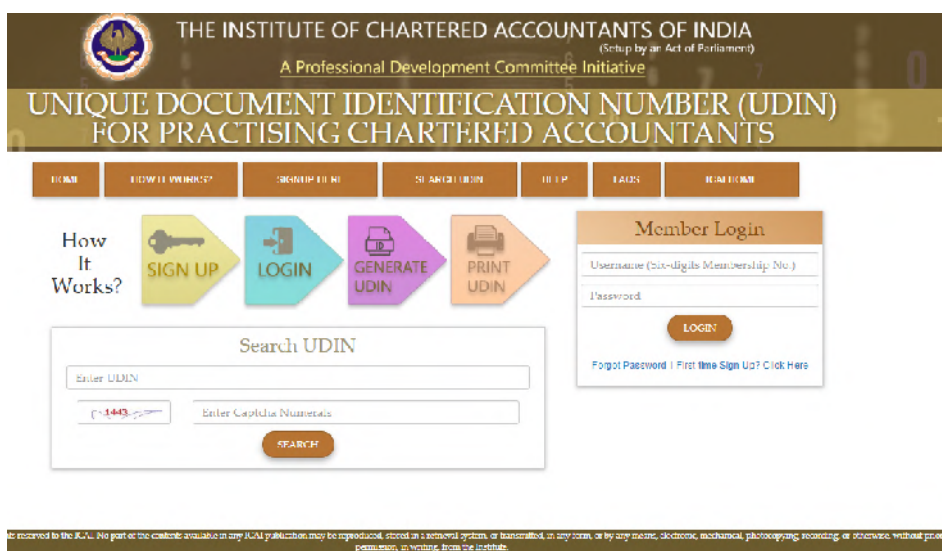 THE INSTITUTE OF CHARTERED ACCOUNTANTS OF INDIA
(Setup by an Act of Parliament)
A Professional Development Committee Initiative
UNIQUE DOCUMENT IDENTIFICATION NUMBER (UDIN)
FOR PRACTISING CHARTERED ACCOUNTANTS
HOME HOW IT WORKS? SIGNUP HERE SEARCH UDIN HELP FAQS ICAI HOME
How
It
Works?
SIGN UP
LOGIN
ID
GENERATE
UDIN
PRINT
UDIN
Member Login
Username (Six-digits Membership No.)
Password
LOGIN
Forgot Password | First time Sign Up? Click Here
Search UDIN
Enter UDIN
1443
Enter Captcha Numerals
SEARCH
reserved to the ICAI. No part of the contents available in any ICAI publication may be reproduced, stored in a retrieval system, or transmitted, in any form, or by any means, electronic, mechanical, photocopying, recording, or otherwise, without
permission, in writing, from the Institute.